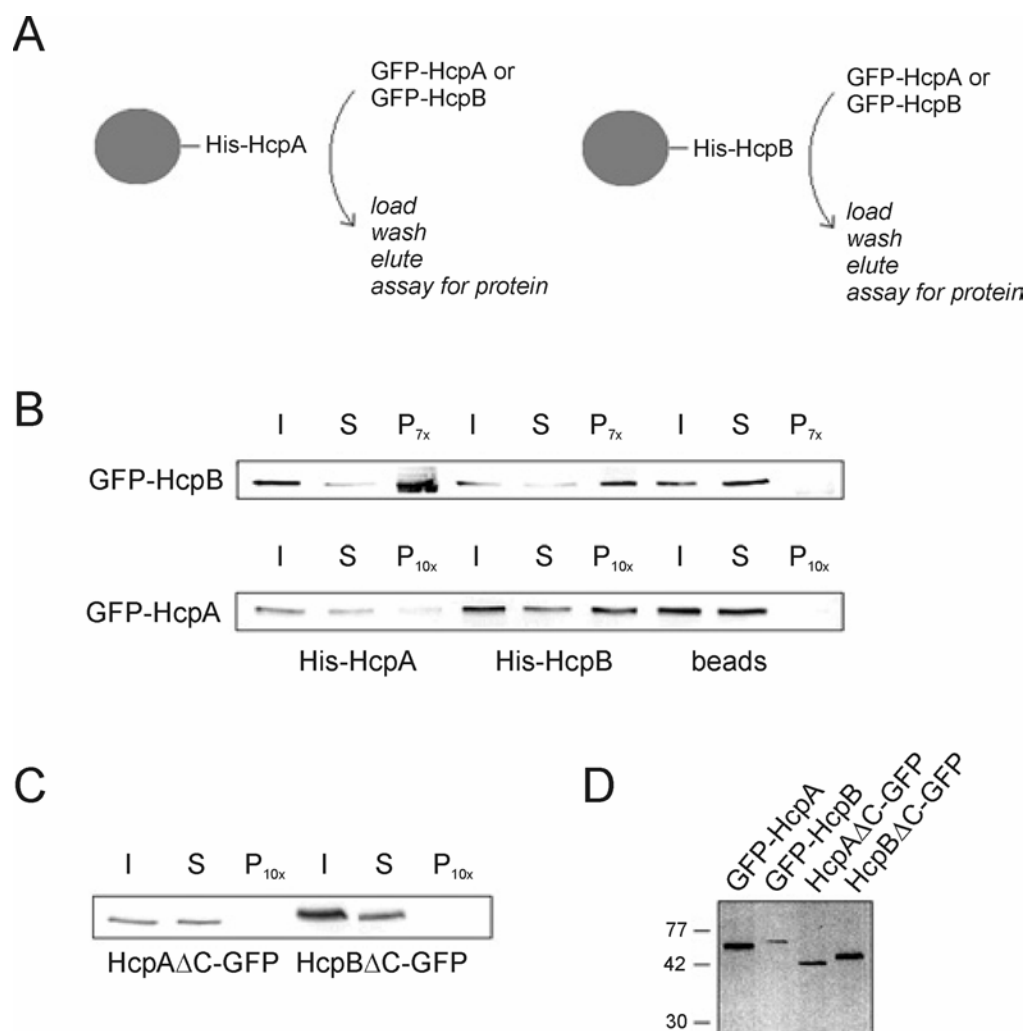 A
GFP-HcpA or
GFP-HcpB
His-HcpA
load
wash
elute
assay for protein
GFP-HcpA or
GFP-HcpB
His-HcpB
load
wash
elute
assay for protein
B
I S P7x I S P7x I S P7x
GFP-HcpB
I S P10x I S P10x I S P10x
GFP-HcpA
His-HcpA His-HcpB beads
C
I S P10x I S P10x
HcpAΔC-GFP HcpBΔC-GFP
D
GFP-HcpA
GFP-HcpB
HcpAΔC-GFP
HcpBΔC-GFP
77
42
30